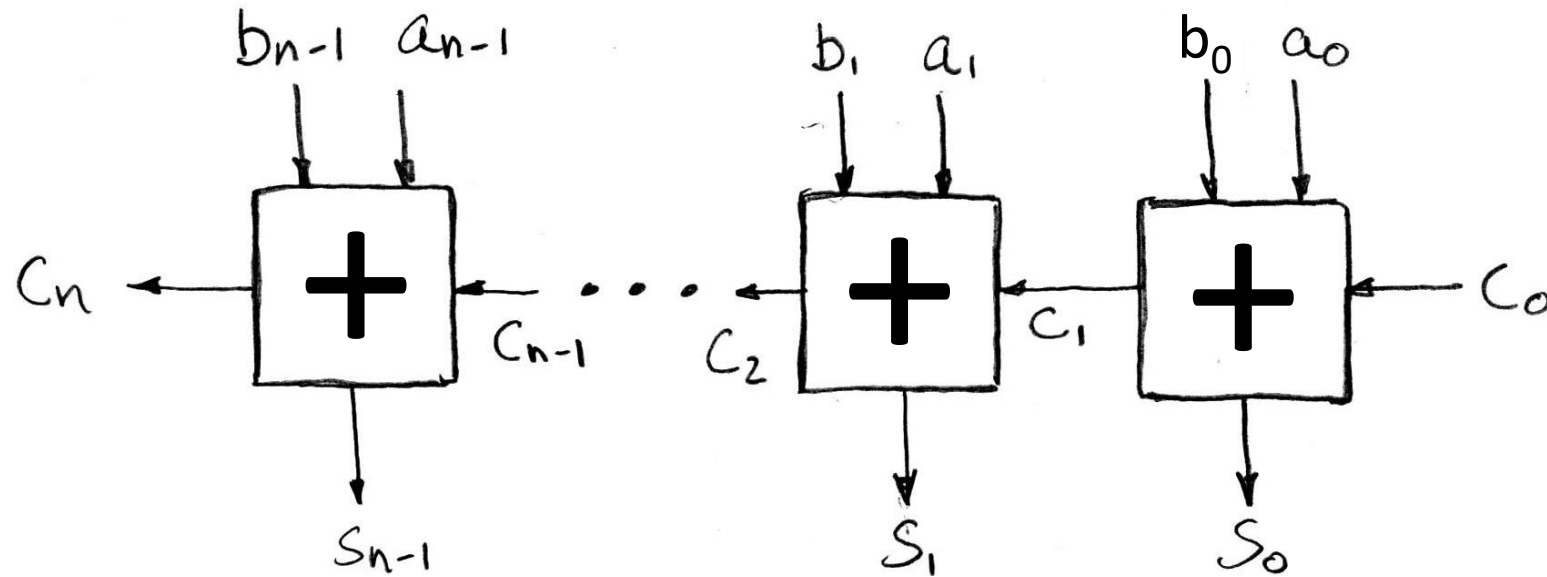 bn-1 an-1 b1 a1 b0 a0
+ + +
Cn Cn-1 C2 C1 C0
Sn-1 S1 S0